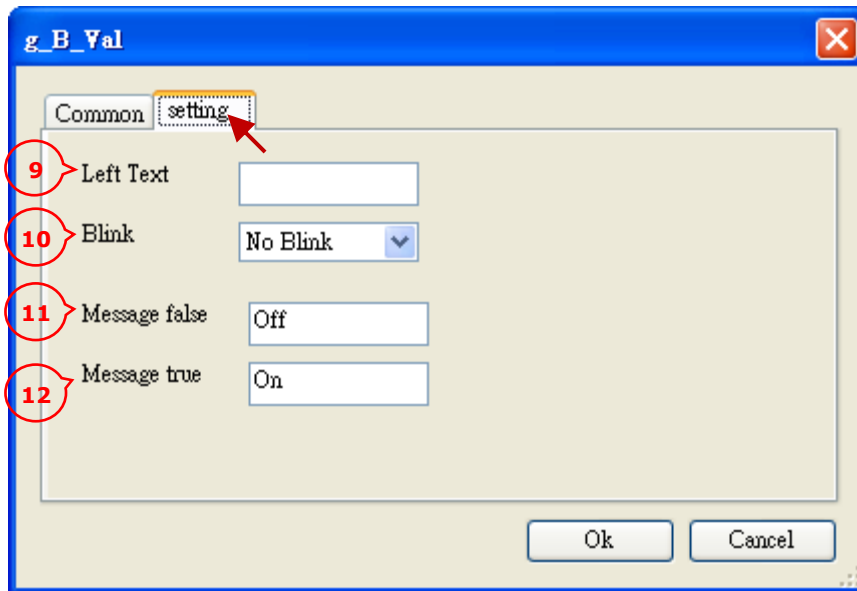 g_B_Val
Common setting
9 Left Text
10 Blink No Blink
11 Message false Off
12 Message true On
Ok Cancel